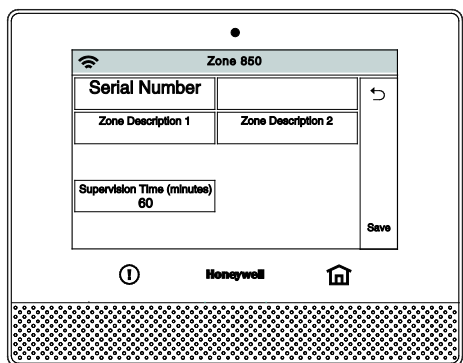 Zone 850
Serial Number
Zone Description 1
Zone Description 2
Supervision Time (minutes)
60
Save
Honeywell